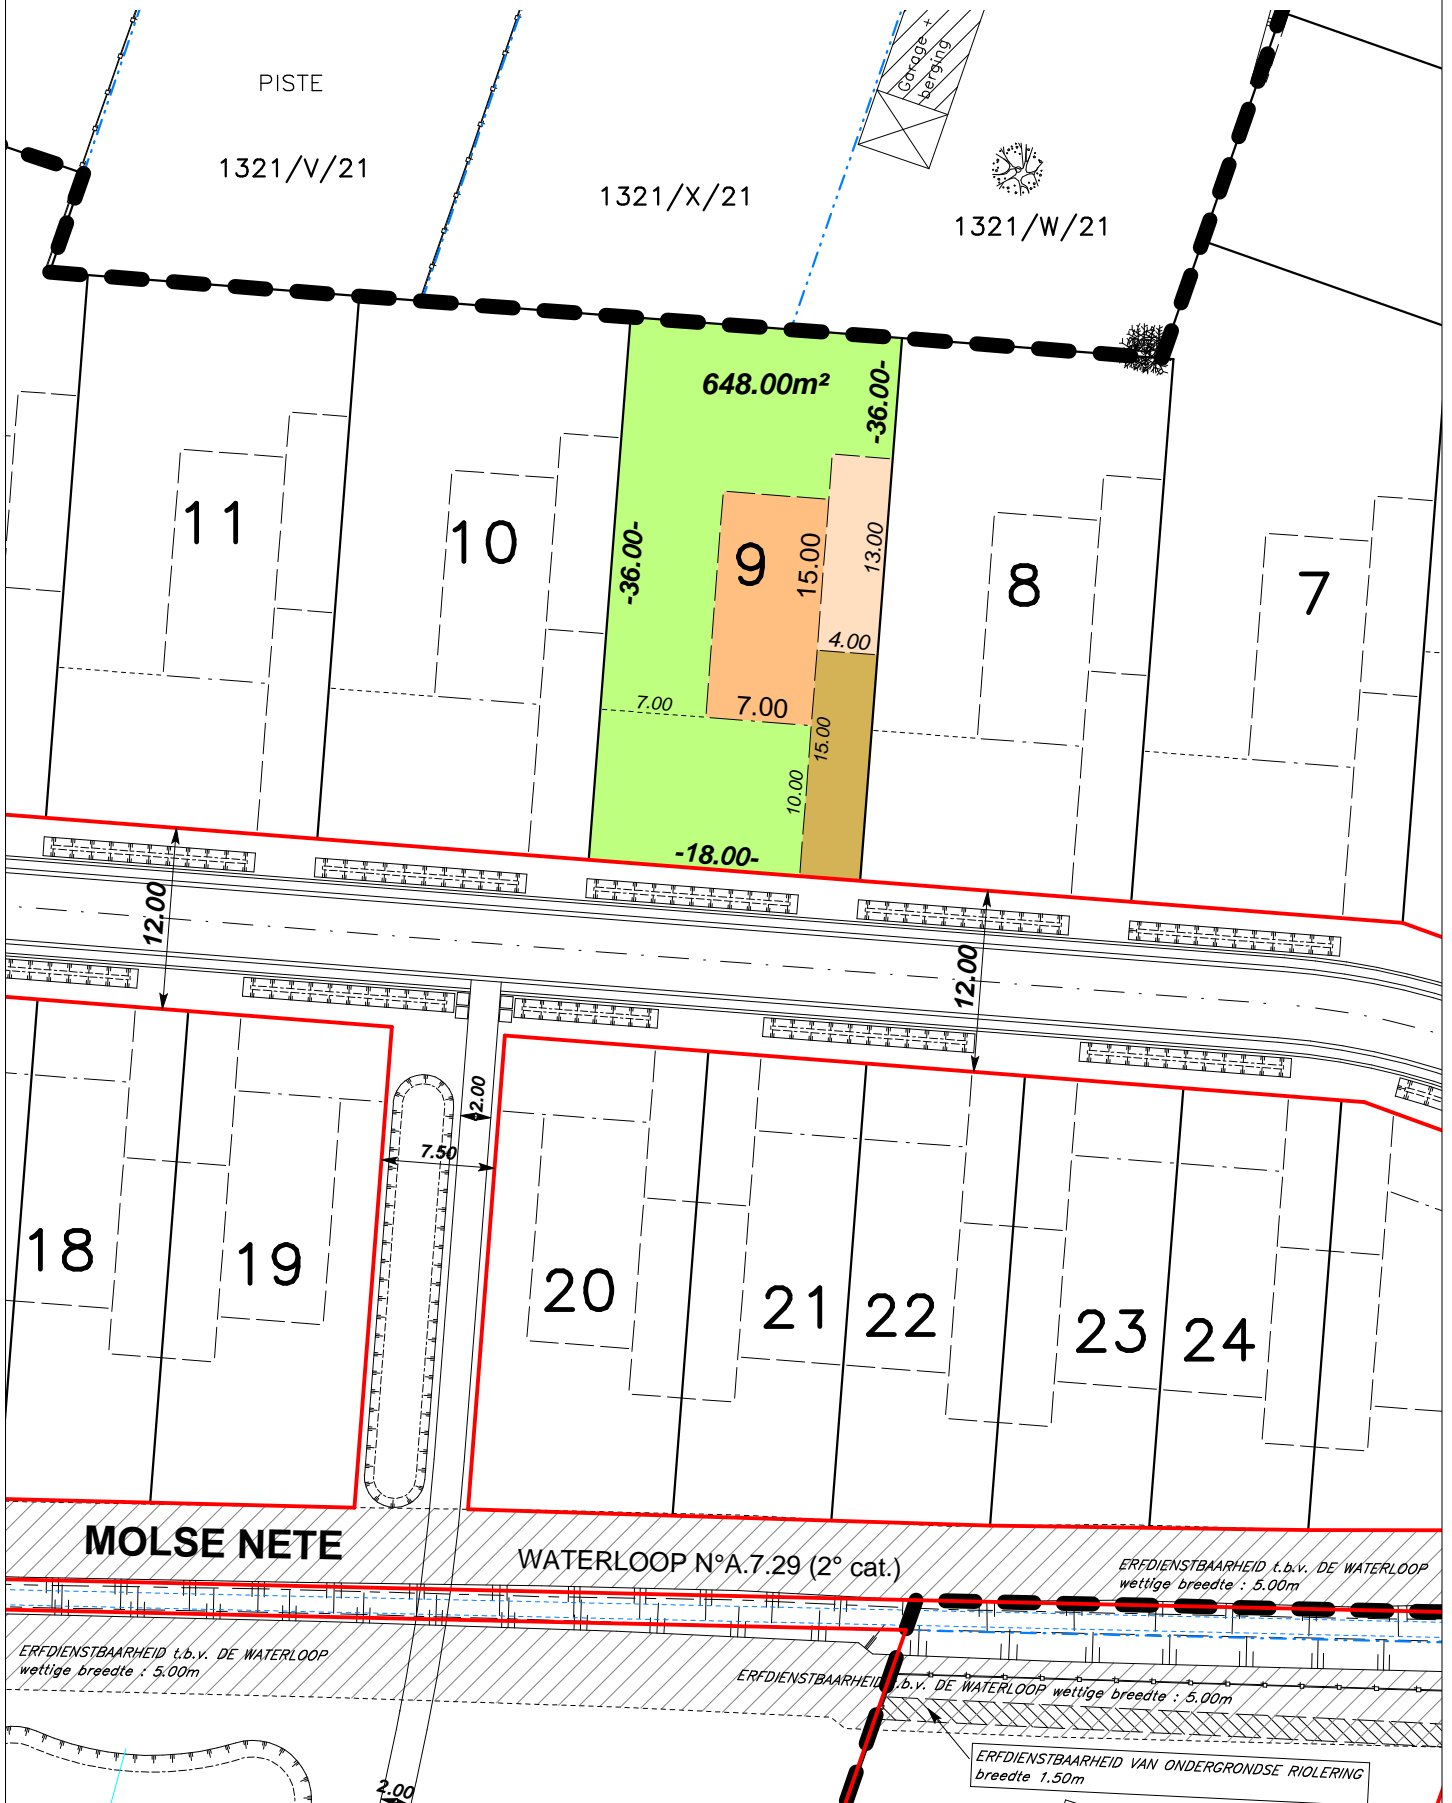 PISTE
1321/V/21
1321/X/21
1321/W/21
Garage +
berging
648.00m²
-36.00-
-36.00-
11
10
9
8
7
15.00
13.00
4.00
7.00
7.00
15.00
10.00
-18.00-
12.00
12.00
2.00
7.50
18
19
20
21
22
23
24
MOLSE NETE
WATERLOOP N°A.7.29 (2° cat.)
ERFDIENSTBAARHEID t.b.v. DE WATERLOOP
wettige breedte : 5.00m
ERFDIENSTBAARHEID t.b.v. DE WATERLOOP
wettige breedte : 5.00m
ERFDIENSTBAARHEID t.b.v. DE WATERLOOP wettige breedte : 5.00m
ERFDIENSTBAARHEID VAN ONDERGRONDSE RIOLERING
breedte 1.50m
2.00